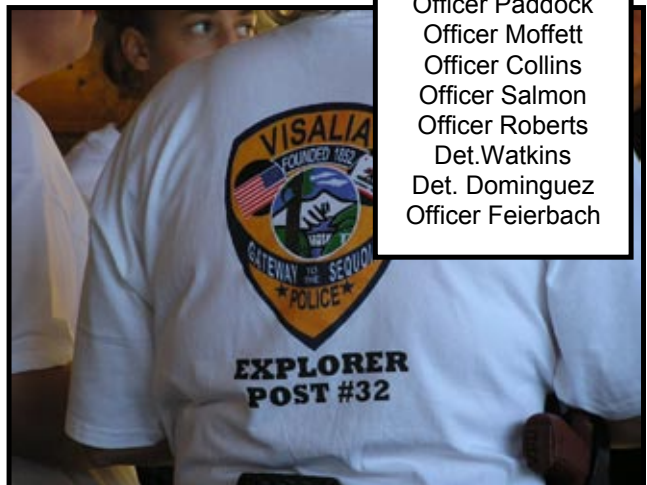 Officer Paddock
Officer Moffett
Officer Collins
Officer Salmon
Officer Roberts
Det.Watkins
Det. Dominguez
Officer Feierbach
VISALIA
FOUNDED 1852
GATEWAY TO THE
POLICE
EXPLORER
POST #32